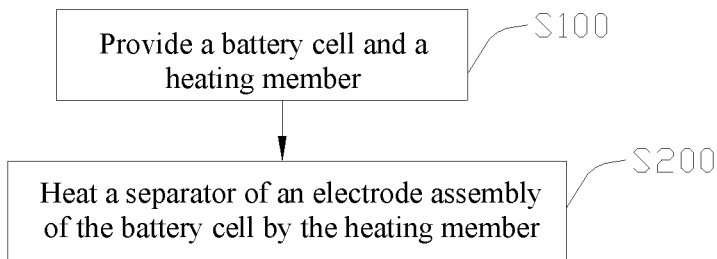 Provide a battery cell and a
heating member
S100
Heat a separator of an electrode assembly
of the battery cell by the heating member
S200